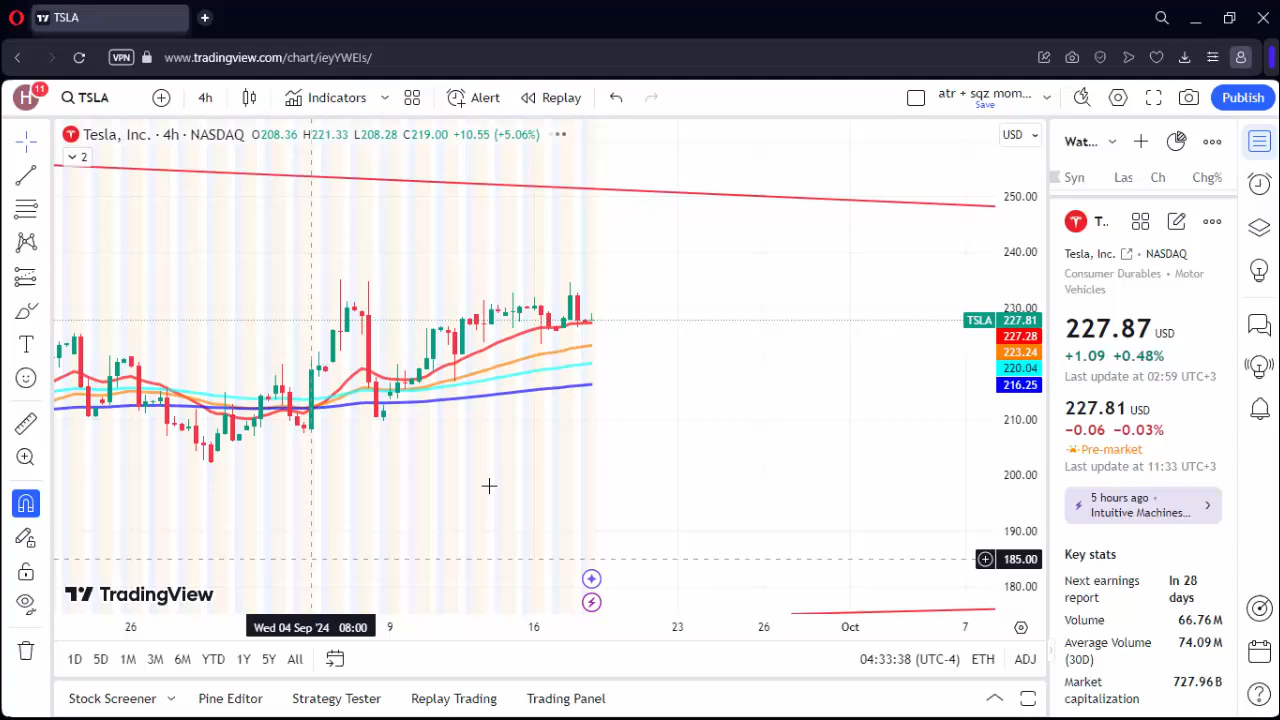 TSLA
VPN www.tradingview.com/chart/ieyYWEIs/
H 11 TSLA 4h Indicators Alert Replay atr + sqz mom... Save Publish
Tesla, Inc. · 4h · NASDAQ O208.36 H221.33 L208.28 C219.00 +10.55 (+5.06%) USD
2
Wat...
Syn Las Ch Chg%
250.00
240.00
230.00
TSLA 227.81
227.28
223.24
220.04
216.25
210.00
200.00
190.00
185.00
180.00
T..
Tesla, Inc. • NASDAQ
Consumer Durables • Motor
Vehicles
227.87 USD
+1.09 +0.48%
Last update at 02:59 UTC+3
227.81 USD
−0.06 −0.03%
Pre-market
Last update at 11:33 UTC+3
5 hours ago •
Intuitive Machines...
Key stats
Next earnings report In 28 days
Volume 66.76M
Average Volume (30D) 74.09M
Market capitalization 727.96B
TradingView
26 Wed 04 Sep '24 08:00 9 16 23 26 Oct 7
1D 5D 1M 3M 6M YTD 1Y 5Y All 04:33:38 (UTC-4) ETH ADJ
Stock Screener Pine Editor Strategy Tester Replay Trading Trading Panel